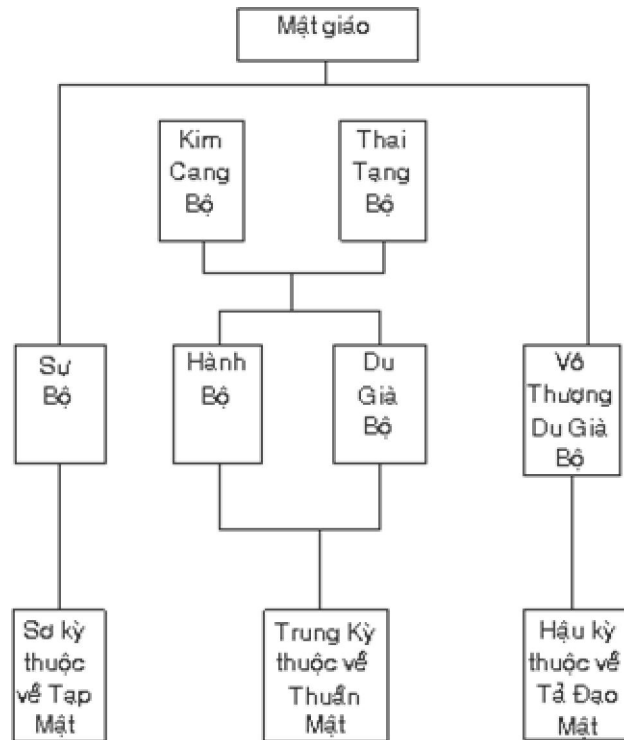 Mật giáo
Kim
Cang
Bộ
Thai
Tạng
Bộ
Sự
Bộ
Hành
Bộ
Du
Già
Bộ
Vô
Thượng
Du Già
Bộ
Sơ kỳ
thuộc
về Tạp
Mật
Trung Kỳ
thuộc về
Thuần
Mật
Hậu kỳ
thuộc về
Tả Đạo
Mật